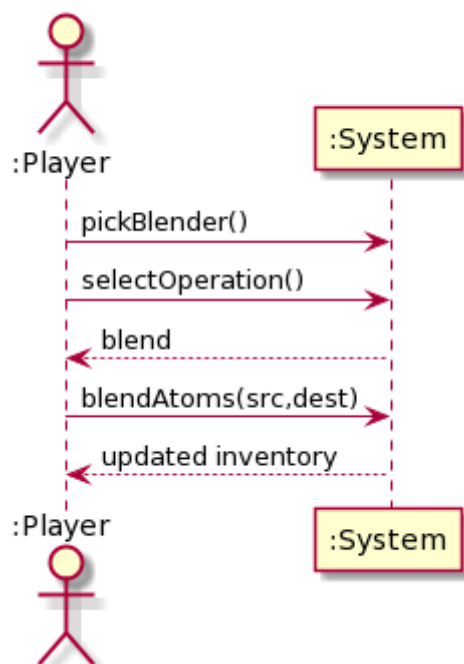 :Player
:System
pickBlender()
selectOperation()
blend
blendAtoms(src,dest)
updated inventory
:Player
:System